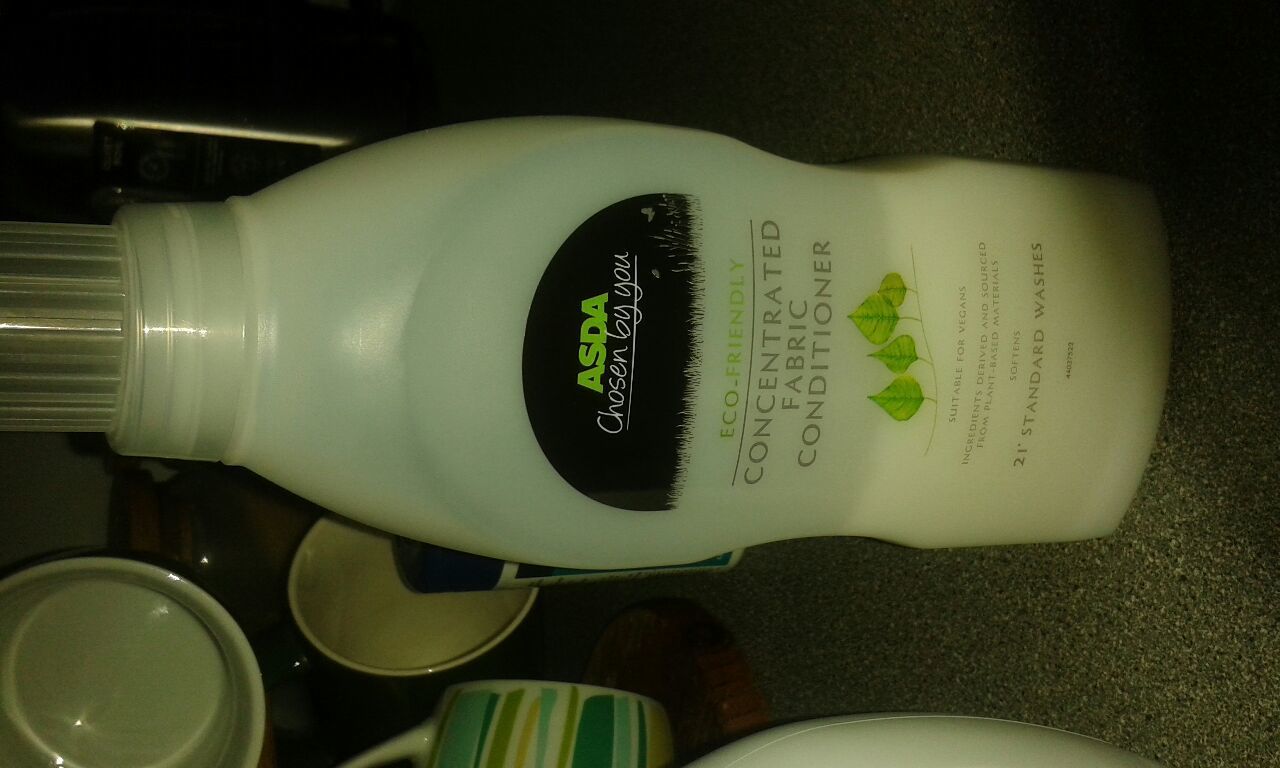 ASDA
Chosen by you
ECO-FRIENDLY
CONCENTRATED
FABRIC
CONDITIONER
SUITABLE FOR VEGANS
INGREDIENTS DERIVED AND SOURCED
FROM PLANT-BASED MATERIALS
SOFTENS
21* STANDARD WASHES